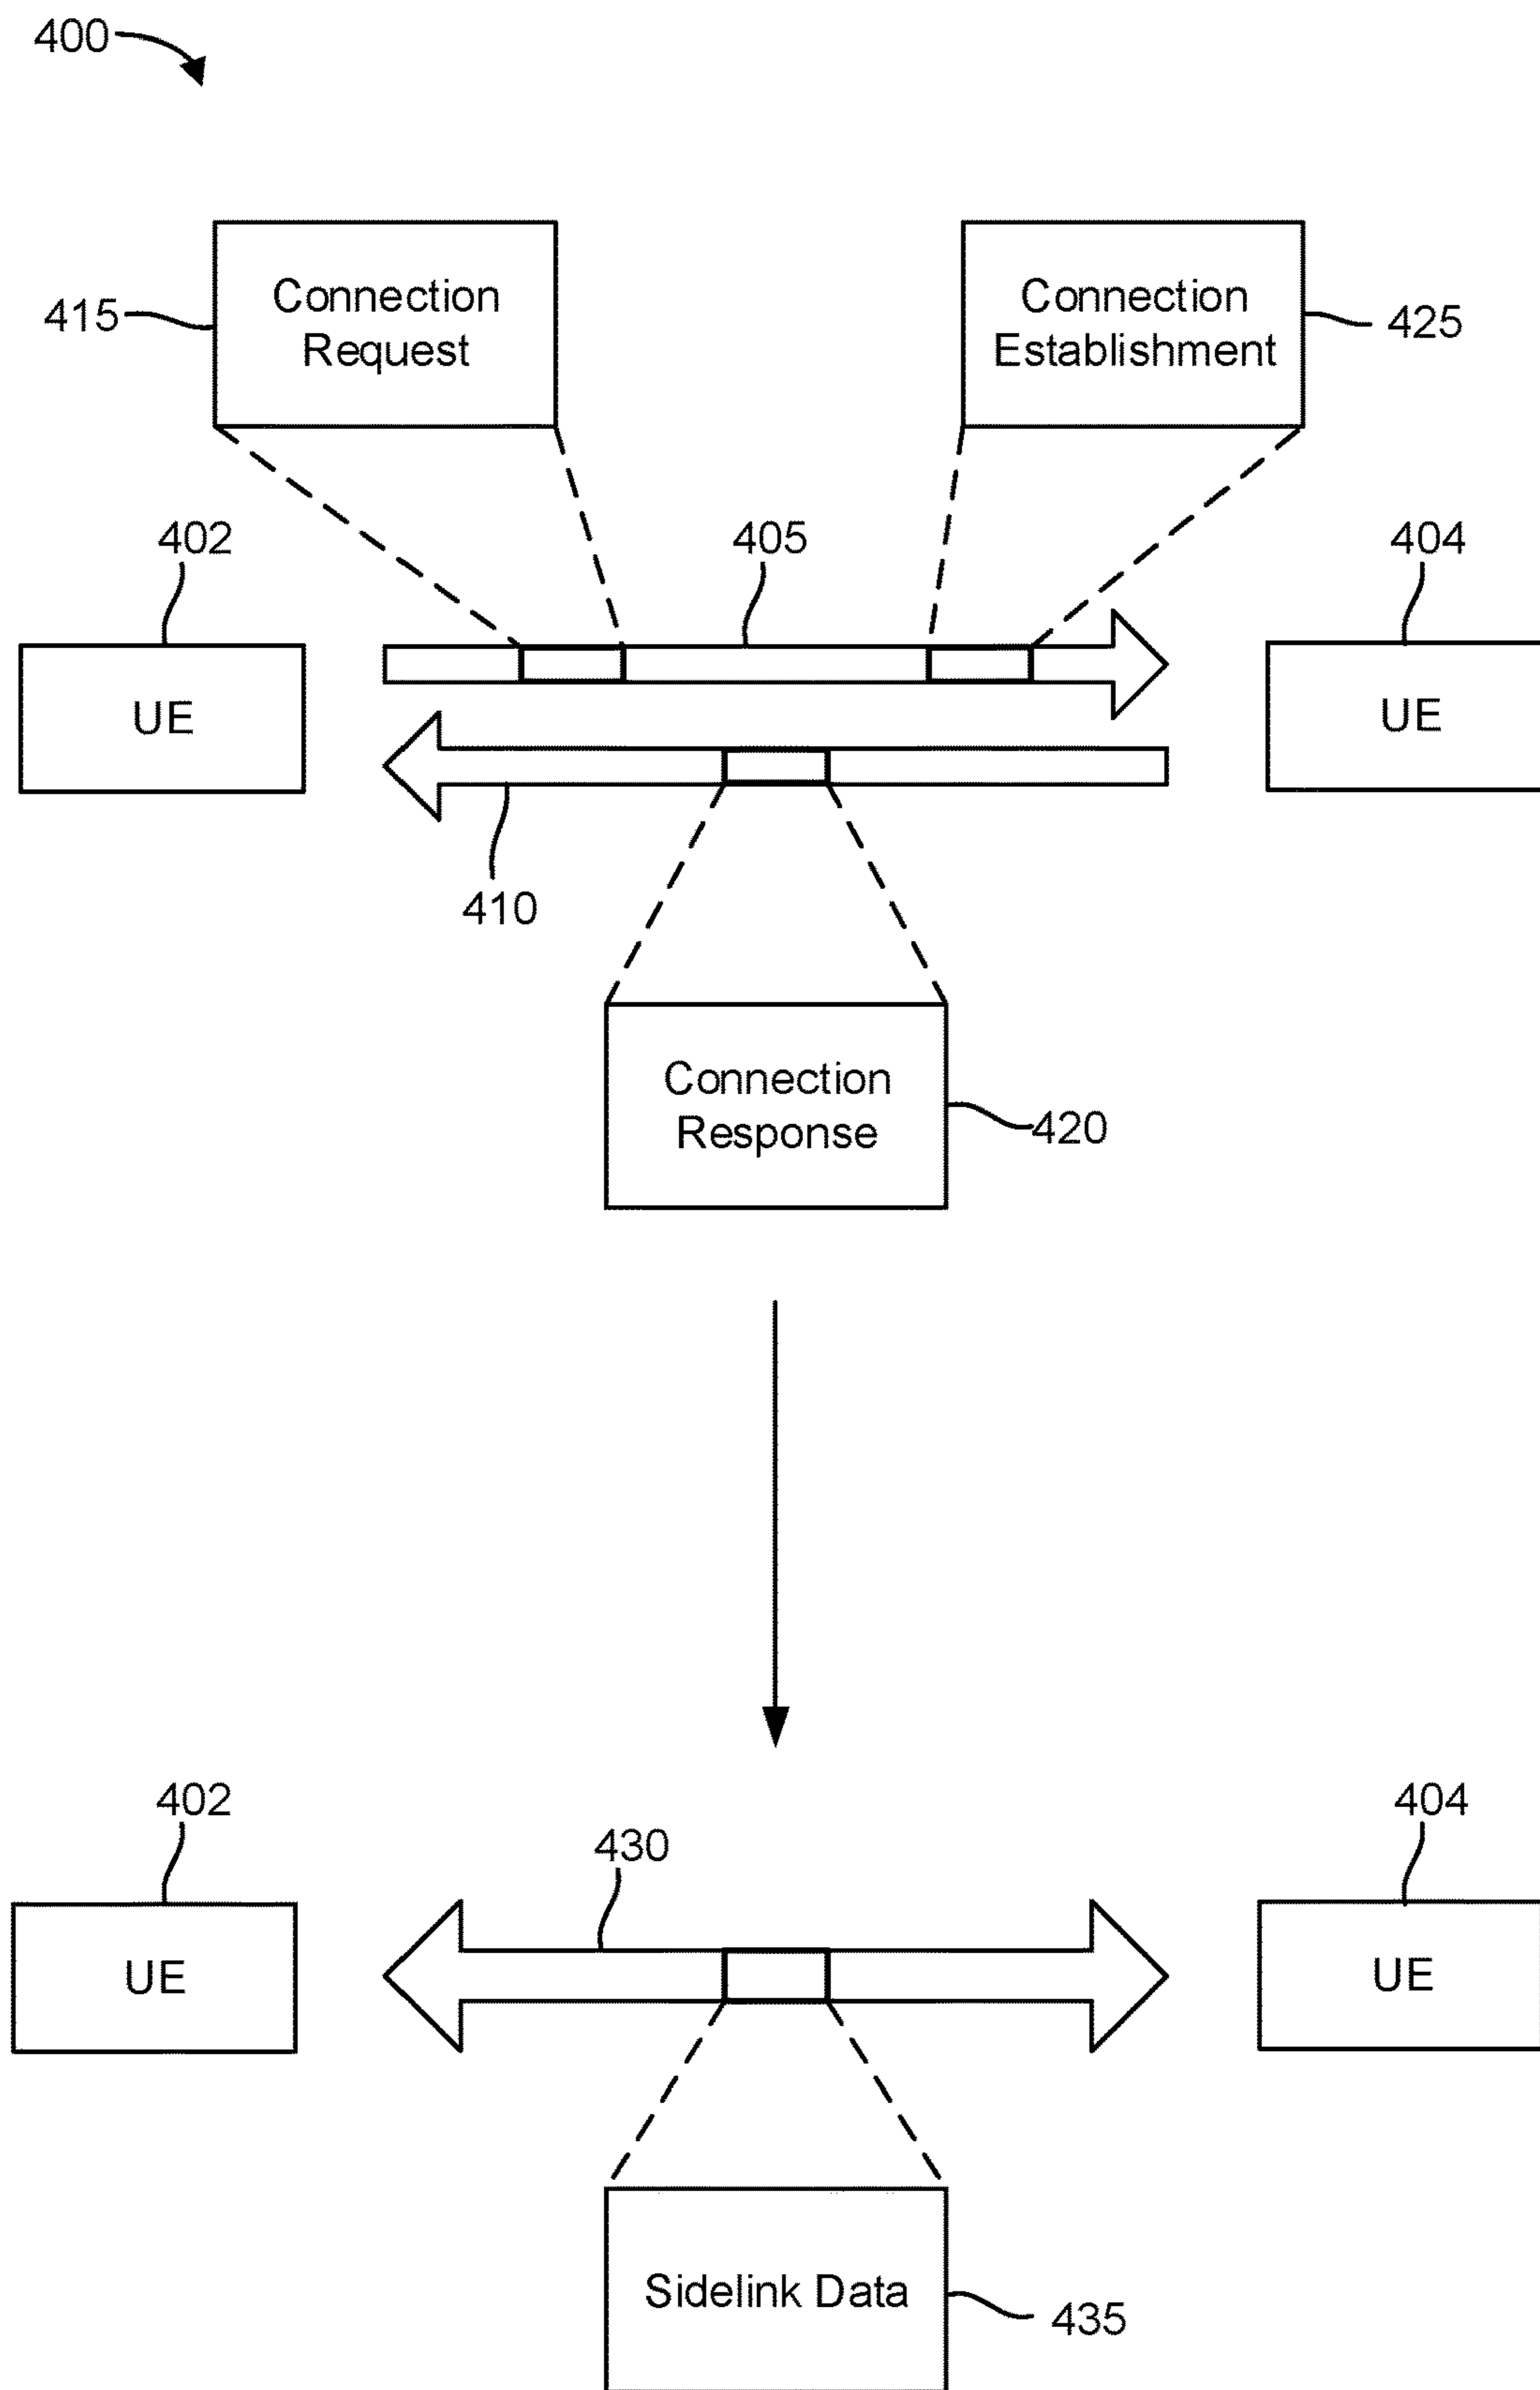 400
Connection
Request
415
Connection
Establishment
425
402
405
404
UE
UE
410
Connection
Response
420
402
404
430
UE
UE
Sidelink Data
435